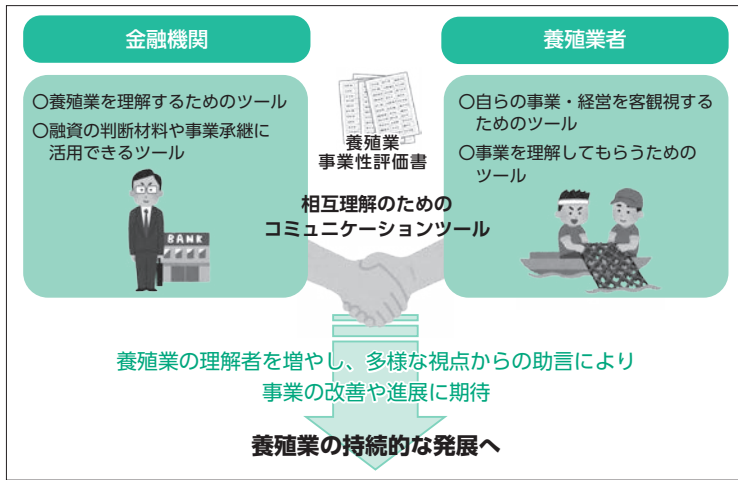 金融機関
〇養殖業を理解するためのツール
〇融資の判断材料や事業承継に
活用できるツール
BANK
養殖業
事業性評価書
相互理解のための
コミュニケーションツール
養殖業者
〇自らの事業・経営を客観視する
ためのツール
〇事業を理解してもらうための
ツール
養殖業の理解者を増やし、多様な視点からの助言により
事業の改善や進展に期待
養殖業の持続的な発展へ